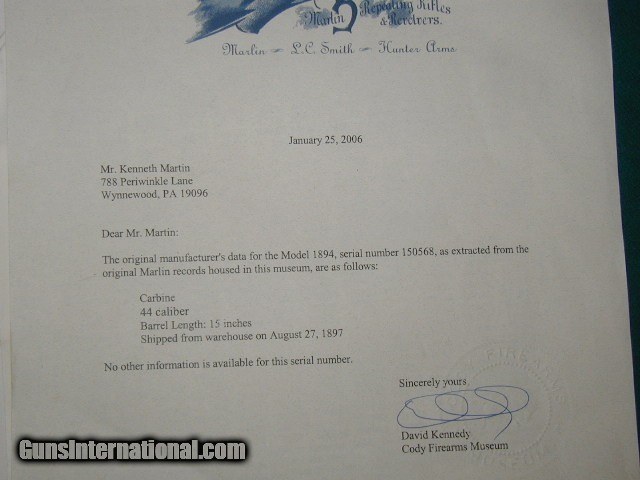 Marlin Repeating Rifles
& Revolvers.
Marlin ~ L.C. Smith ~ Hunter Arms
January 25, 2006
Mr. Kenneth Martin
788 Periwinkle Lane
Wynnewood, PA 19096
Dear Mr. Martin:
The original manufacturer's data for the Model 1894, serial number 150568, as extracted from the
original Marlin records housed in this museum, are as follows:
Carbine
44 caliber
Barrel Length: 15 inches
Shipped from warehouse on August 27, 1897
No other information is available for this serial number.
Sincerely yours,
David Kennedy
Cody Firearms Museum
FIREARMS
MUSEUM
GunsInternational.com